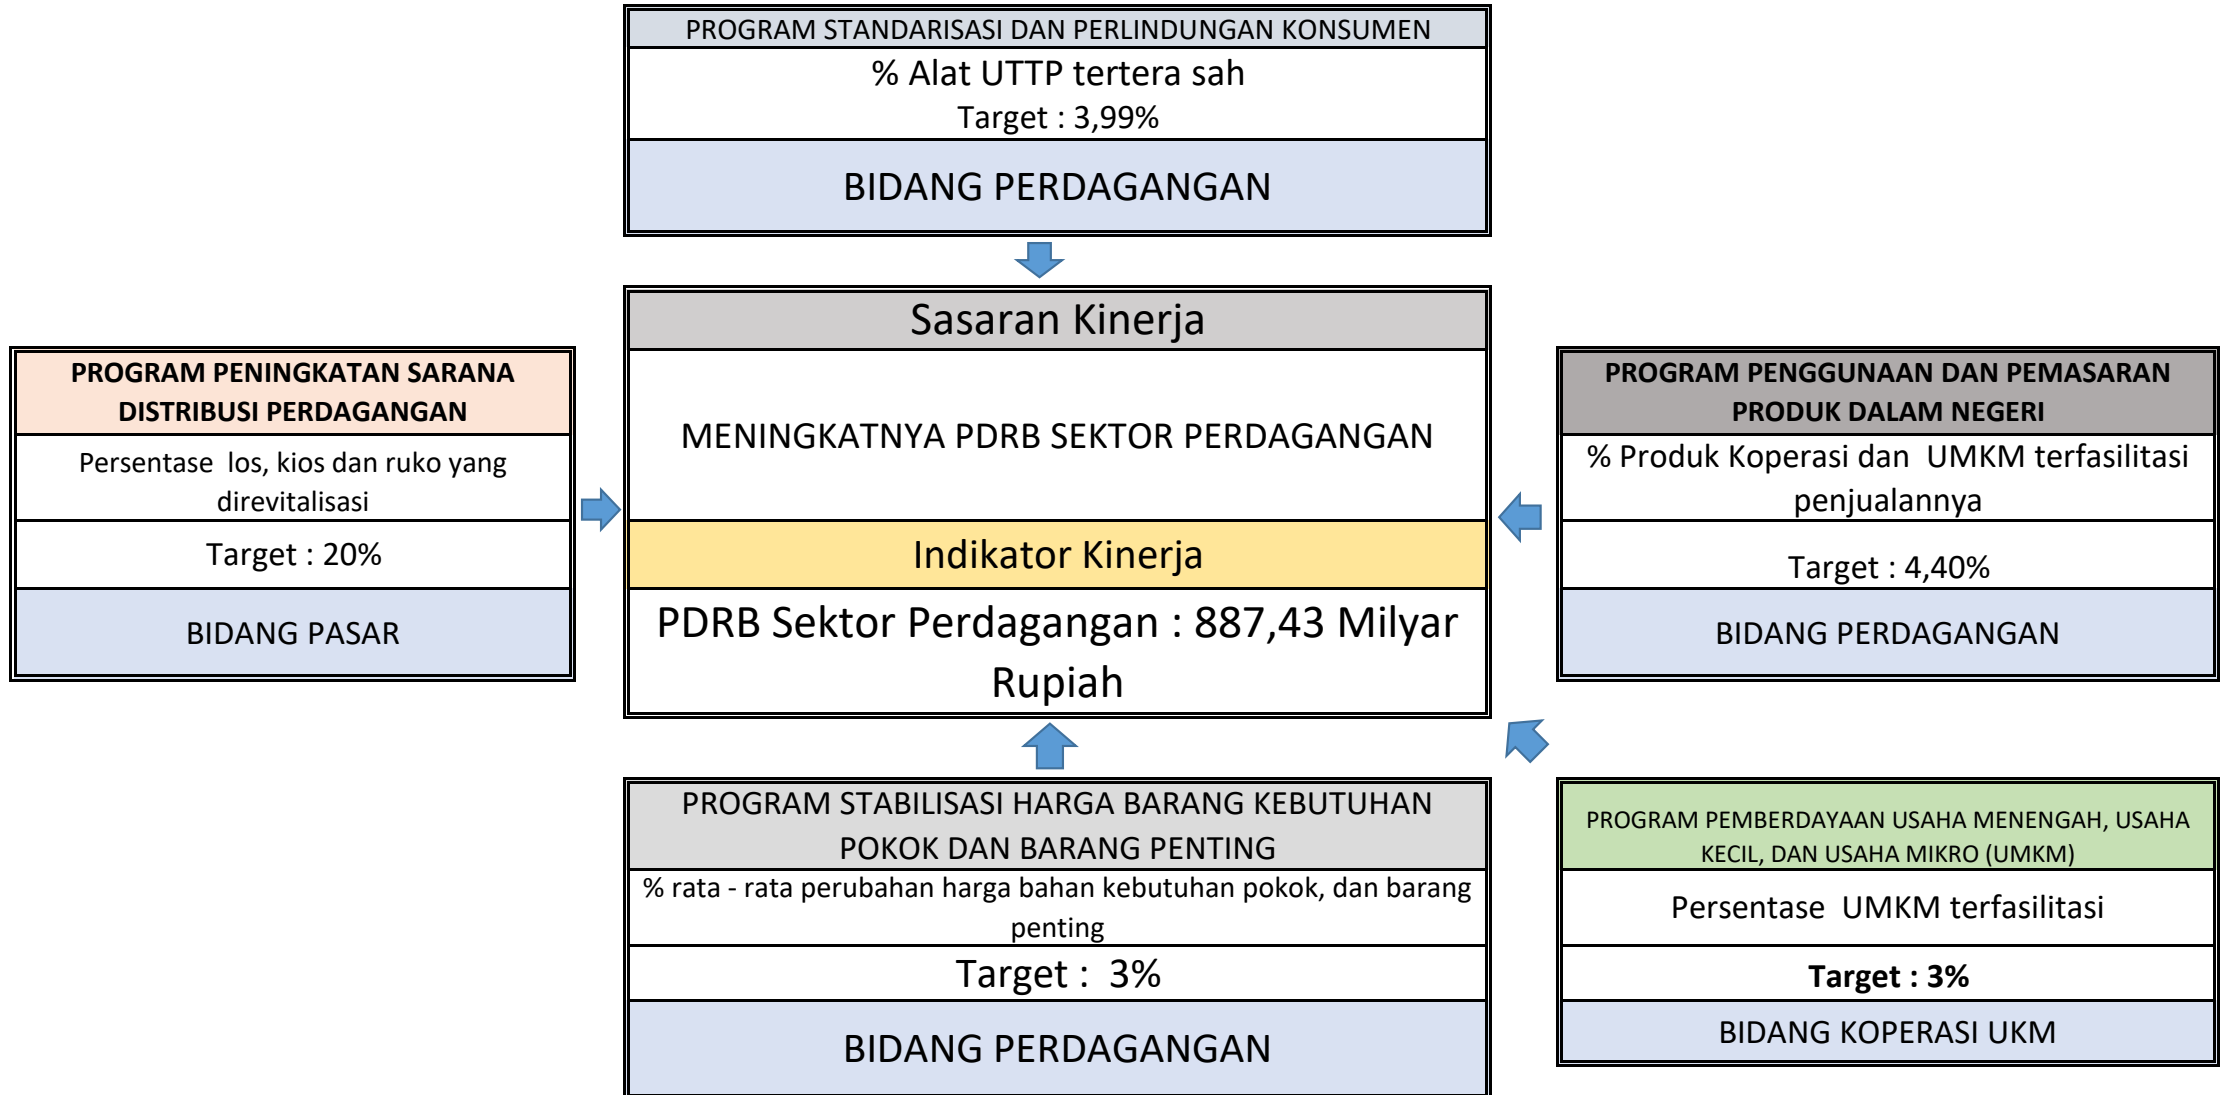 PROGRAM STANDARISASI DAN PERLINDUNGAN KONSUMEN
% Alat UTTP tertera sah
Target : 3,99%
BIDANG PERDAGANGAN
PROGRAM PENINGKATAN SARANA
DISTRIBUSI PERDAGANGAN
Persentase los, kios dan ruko yang
direvitalisasi
Target : 20%
BIDANG PASAR
Sasaran Kinerja
MENINGKATNYA PDRB SEKTOR PERDAGANGAN
Indikator Kinerja
PDRB Sektor Perdagangan : 887,43 Milyar
Rupiah
PROGRAM PENGGUNAAN DAN PEMASARAN
PRODUK DALAM NEGERI
% Produk Koperasi dan UMKM terfasilitasi
penjualannya
Target : 4,40%
BIDANG PERDAGANGAN
PROGRAM STABILISASI HARGA BARANG KEBUTUHAN
POKOK DAN BARANG PENTING
% rata - rata perubahan harga bahan kebutuhan pokok, dan barang
penting
Target : 3%
BIDANG PERDAGANGAN
PROGRAM PEMBERDAYAAN USAHA MENENGAH, USAHA
KECIL, DAN USAHA MIKRO (UMKM)
Persentase UMKM terfasilitasi
Target : 3%
BIDANG KOPERASI UKM